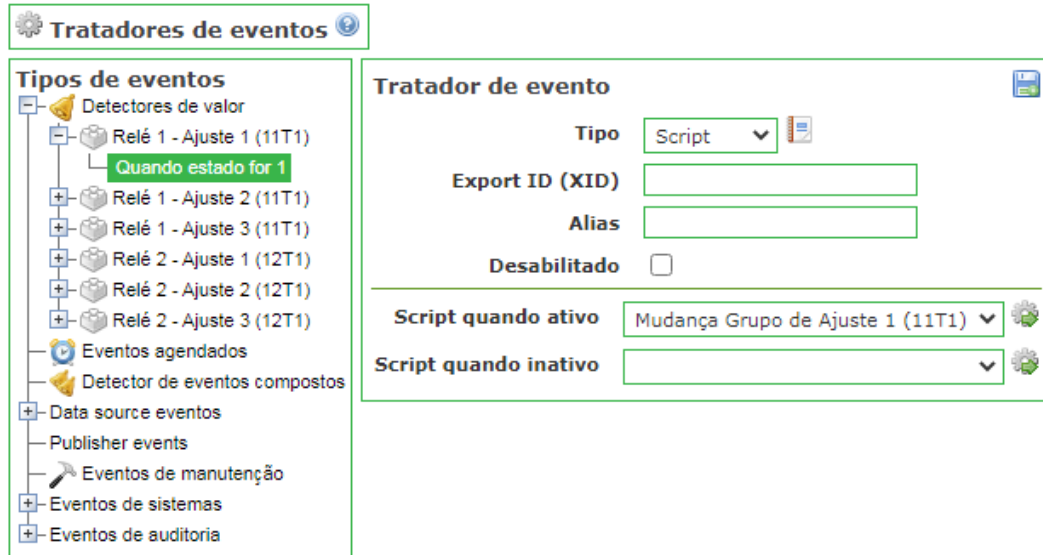 Tratadores de eventos
Tipos de eventos
Detectores de valor
Relé 1 - Ajuste 1 (11T1)
Quando estado for 1
Relé 1 - Ajuste 2 (11T1)
Relé 1 - Ajuste 3 (11T1)
Relé 2 - Ajuste 1 (12T1)
Relé 2 - Ajuste 2 (12T1)
Relé 2 - Ajuste 3 (12T1)
Eventos agendados
Detector de eventos compostos
Data source eventos
Publisher events
Eventos de manutenção
Eventos de sistemas
Eventos de auditoria
Tratador de evento
Tipo Script
Export ID (XID)
Alias
Desabilitado
Script quando ativo Mudança Grupo de Ajuste 1 (11T1)
Script quando inativo